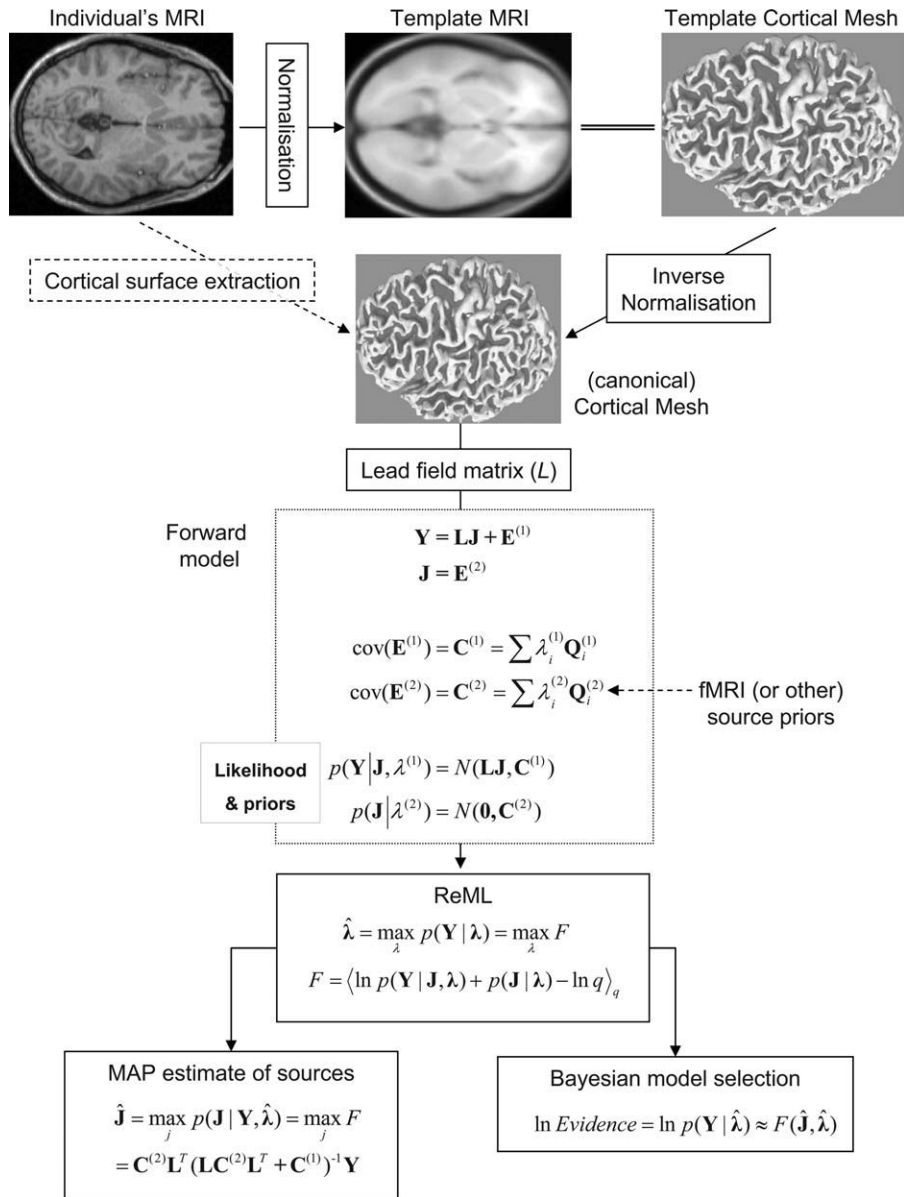 Individual's MRI
Template MRI
Template Cortical Mesh
Normalisation
Cortical surface extraction
Inverse
Normalisation
(canonical)
Cortical Mesh
Lead field matrix (L)
Forward
model
Y = LJ + E^(1)
J = E^(2)
cov(E^(1)) = C^(1) = ∑ λ_i^(1) Q_i^(1)
cov(E^(2)) = C^(2) = ∑ λ_i^(2) Q_i^(2)
fMRI (or other)
source priors
Likelihood
& priors
p(Y|J, λ^(1)) = N(LJ, C^(1))
p(J|λ^(2)) = N(0, C^(2))
ReML
λ̂ = max_λ p(Y | λ) = max_λ F
F = ⟨ln p(Y | J, λ) + p(J | λ) − ln q⟩_q
MAP estimate of sources
Ĵ = max_j p(J | Y, λ̂) = max_j F
= C^(2) L^T (LC^(2) L^T + C^(1))^-1 Y
Bayesian model selection
ln Evidence = ln p(Y | λ̂) ≈ F(Ĵ, λ̂)